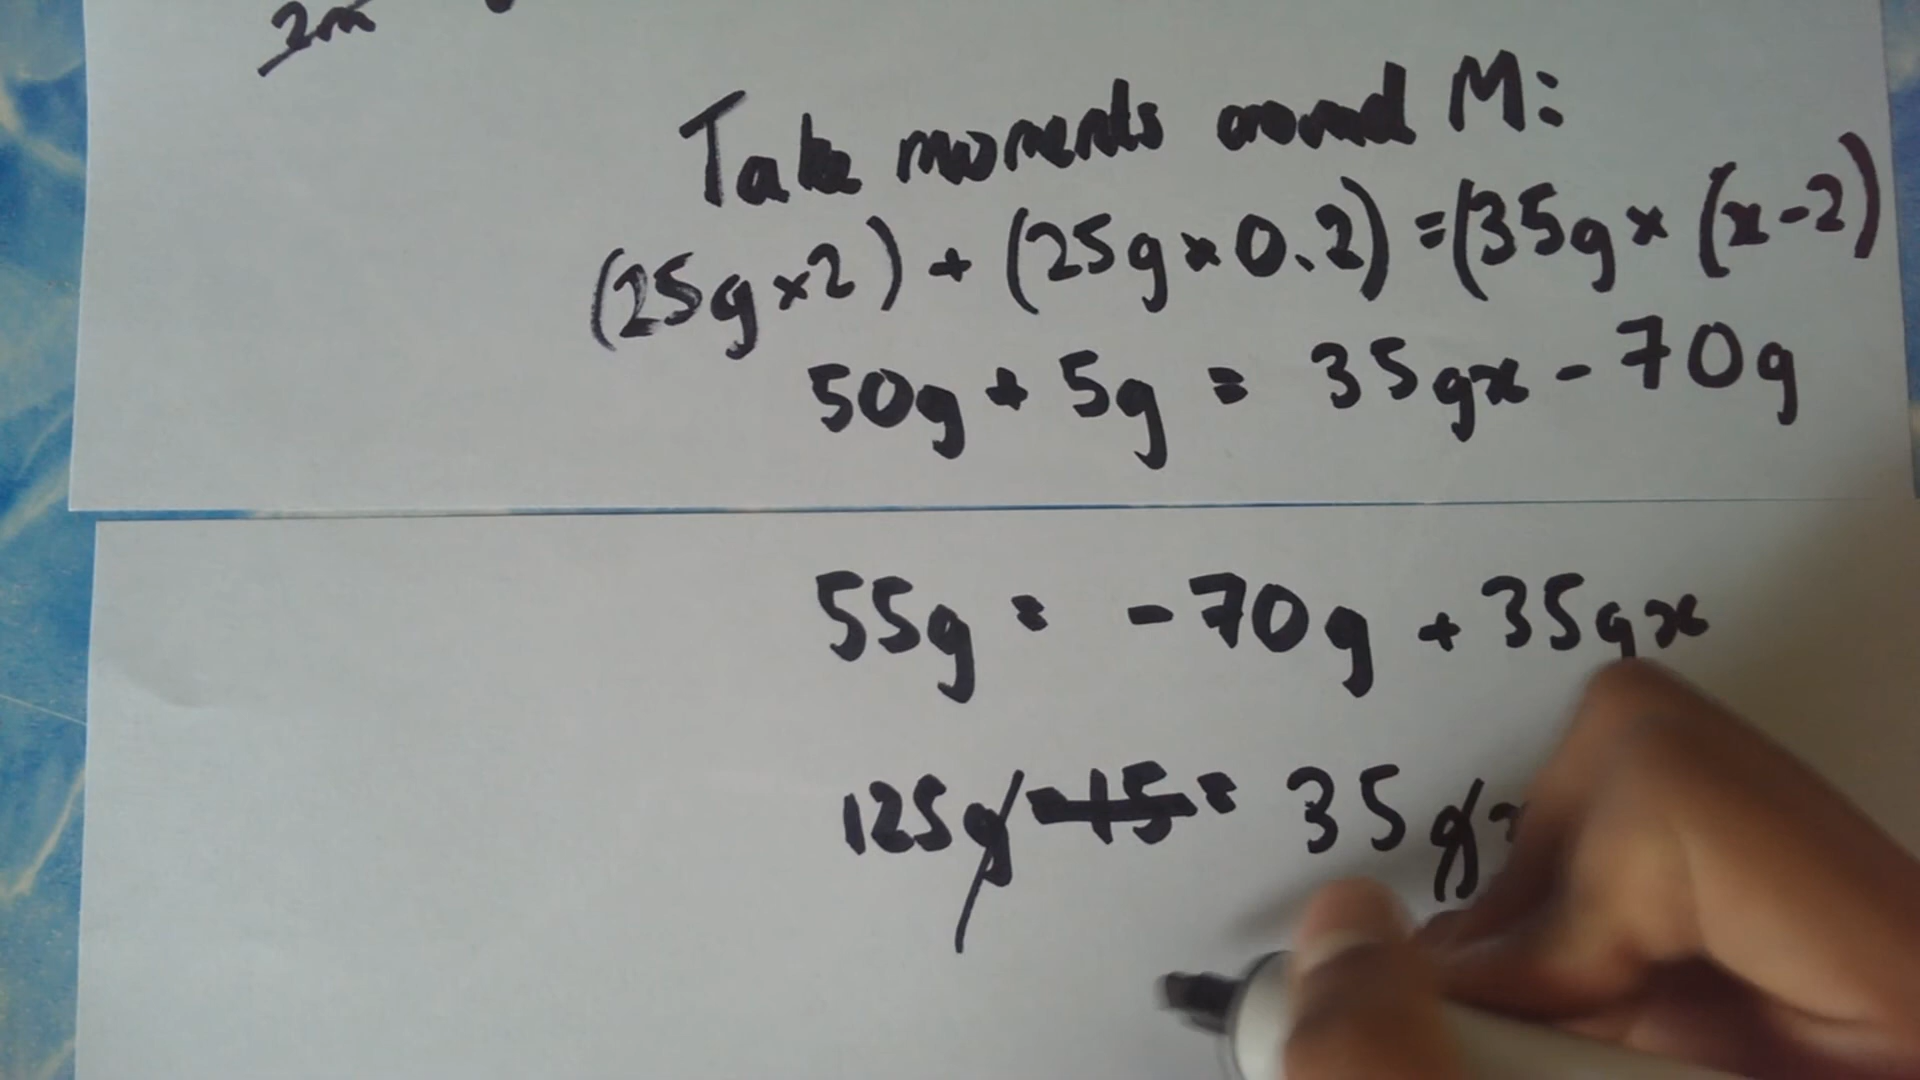 2m
Take moments around M:
(25g×2) + (25g×0.2) = (35g × (x-2)
50g + 5g = 35gx - 70g
55g = -70g + 35gx
125g = 35g